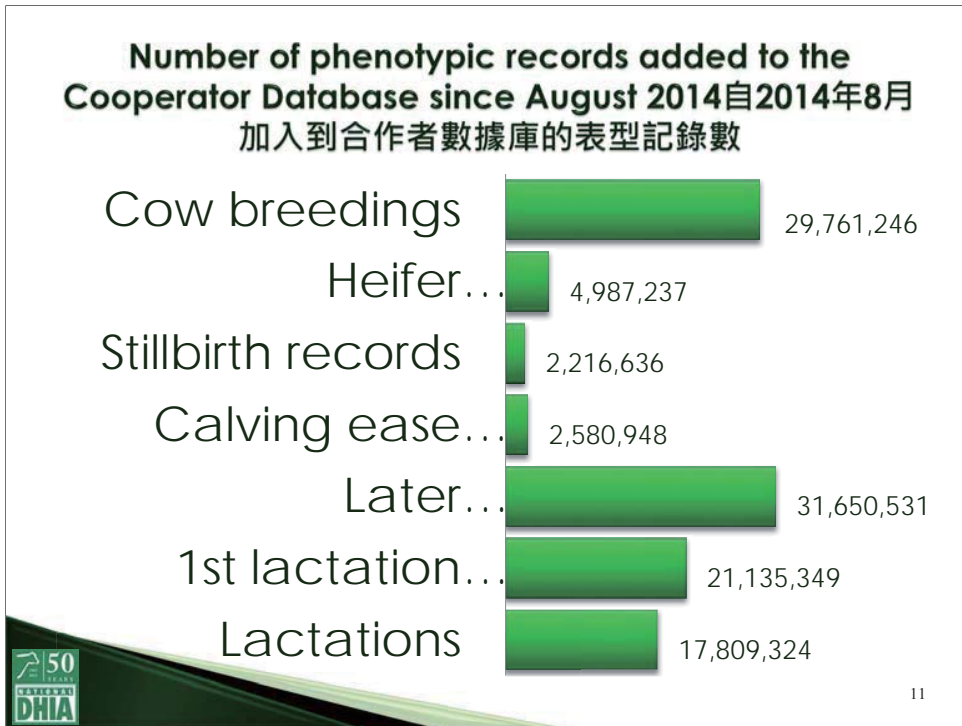 Number of phenotypic records added to the
Cooperator Database since August 2014自2014年8月
加入到合作者數據庫的表型記錄數
Cow breedings 29,761,246
Heifer... 4,987,237
Stillbirth records 2,216,636
Calving ease... 2,580,948
Later... 31,650,531
1st lactation... 21,135,349
Lactations 17,809,324
50
YEARS
NATIONAL
DHIA
11